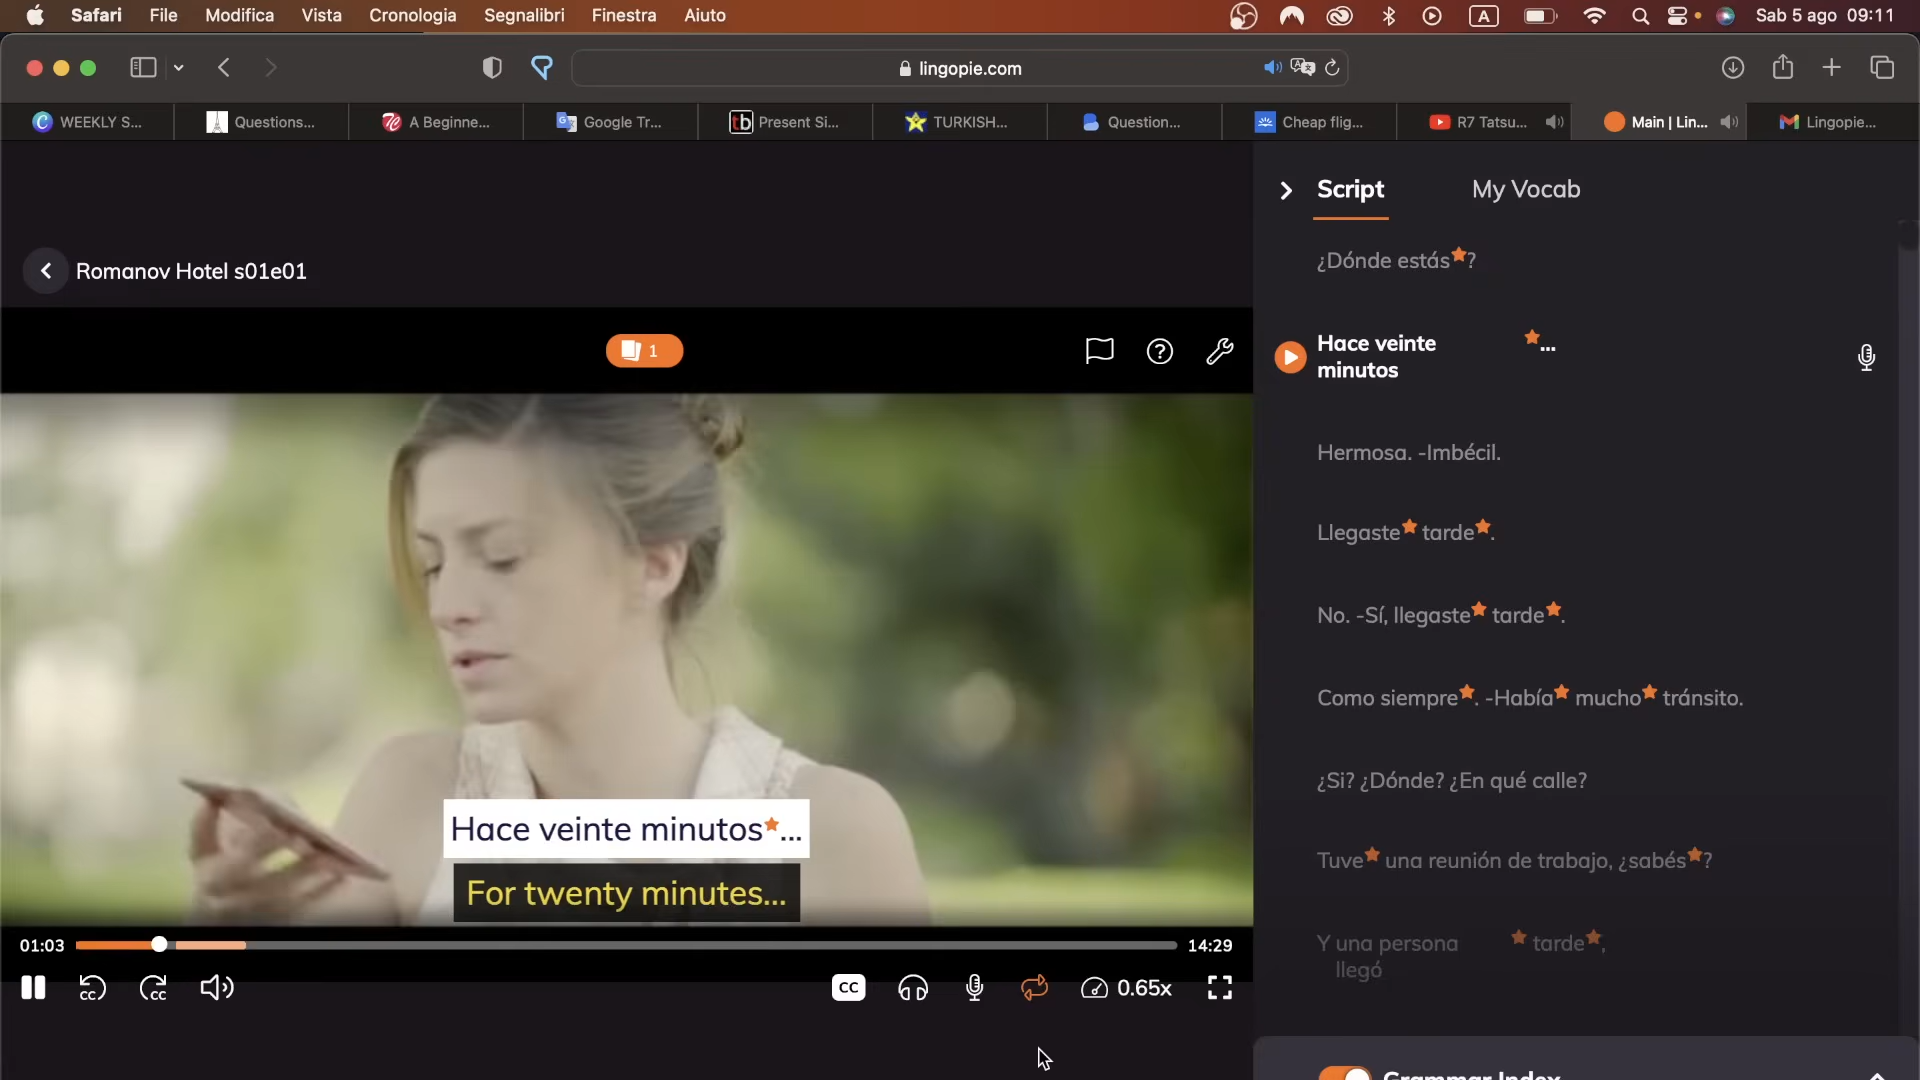 Safari File Modifica Vista Cronologia Segnalibri Finestra Aiuto A Sab 5 ago 09:11
lingopie.com
WEEKLY S... Questions... A Beginne... Google Tr... tb Present Si... TURKISH... Question... Cheap flig... R7 Tatsu... Main | Lin... Lingopie...
Romanov Hotel s01e01
1
Hace veinte minutos...
For twenty minutes...
01:03 14:29
CC CC CC 0.65x
Script My Vocab
¿Dónde estás?
Hace veinte ...
minutos
Hermosa. -Imbécil.
Llegaste tarde.
No. -Sí, llegaste tarde.
Como siempre. -Había mucho tránsito.
¿Si? ¿Dónde? ¿En qué calle?
Tuve una reunión de trabajo, ¿sabés?
Y una persona tarde,
llegó
Grammar Index